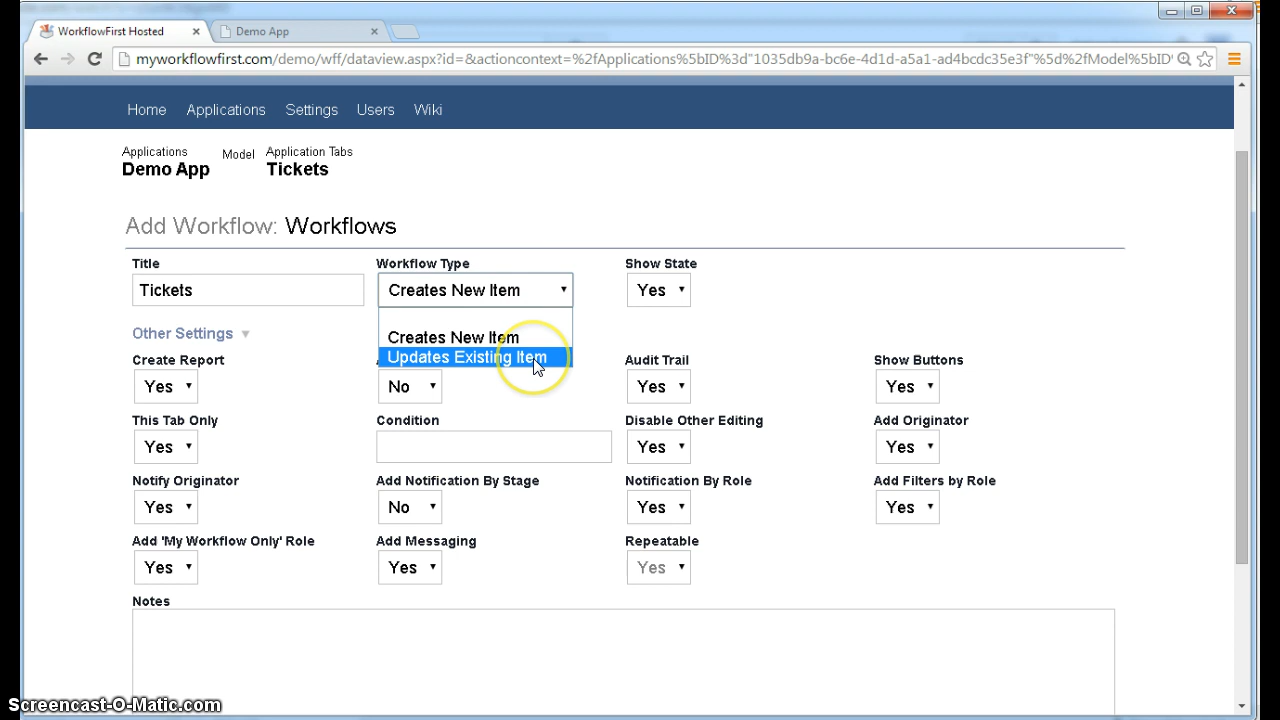 WorkflowFirst Hosted
Demo App
myworkflowfirst.com/demo/wff/dataview.aspx?id=&actioncontext=%2fApplications%5bID%3d"1035db9a-bc6e-4d1d-a5a1-ad4bcdc35e3f"%5d%2fModel%5bID%
Home Applications Settings Users Wiki
Applications Model Application Tabs
Demo App Tickets
Add Workflow: Workflows
Title Workflow Type Show State
Tickets Creates New Item Yes
Creates New Item
Updates Existing Item
Other Settings
Create Report Audit Trail Show Buttons
Yes No Yes Yes
This Tab Only Condition Disable Other Editing Add Originator
Yes Yes Yes
Notify Originator Add Notification By Stage Notification By Role Add Filters by Role
Yes No Yes Yes
Add 'My Workflow Only' Role Add Messaging Repeatable
Yes Yes Yes
Notes
Screencast-O-Matic.com